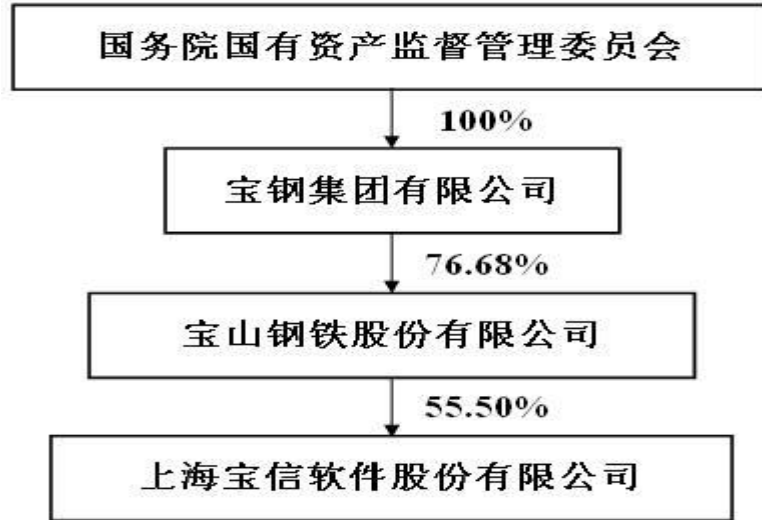 国务院国有资产监督管理委员会
100%
宝钢集团有限公司
76.68%
宝山钢铁股份有限公司
55.50%
上海宝信软件股份有限公司